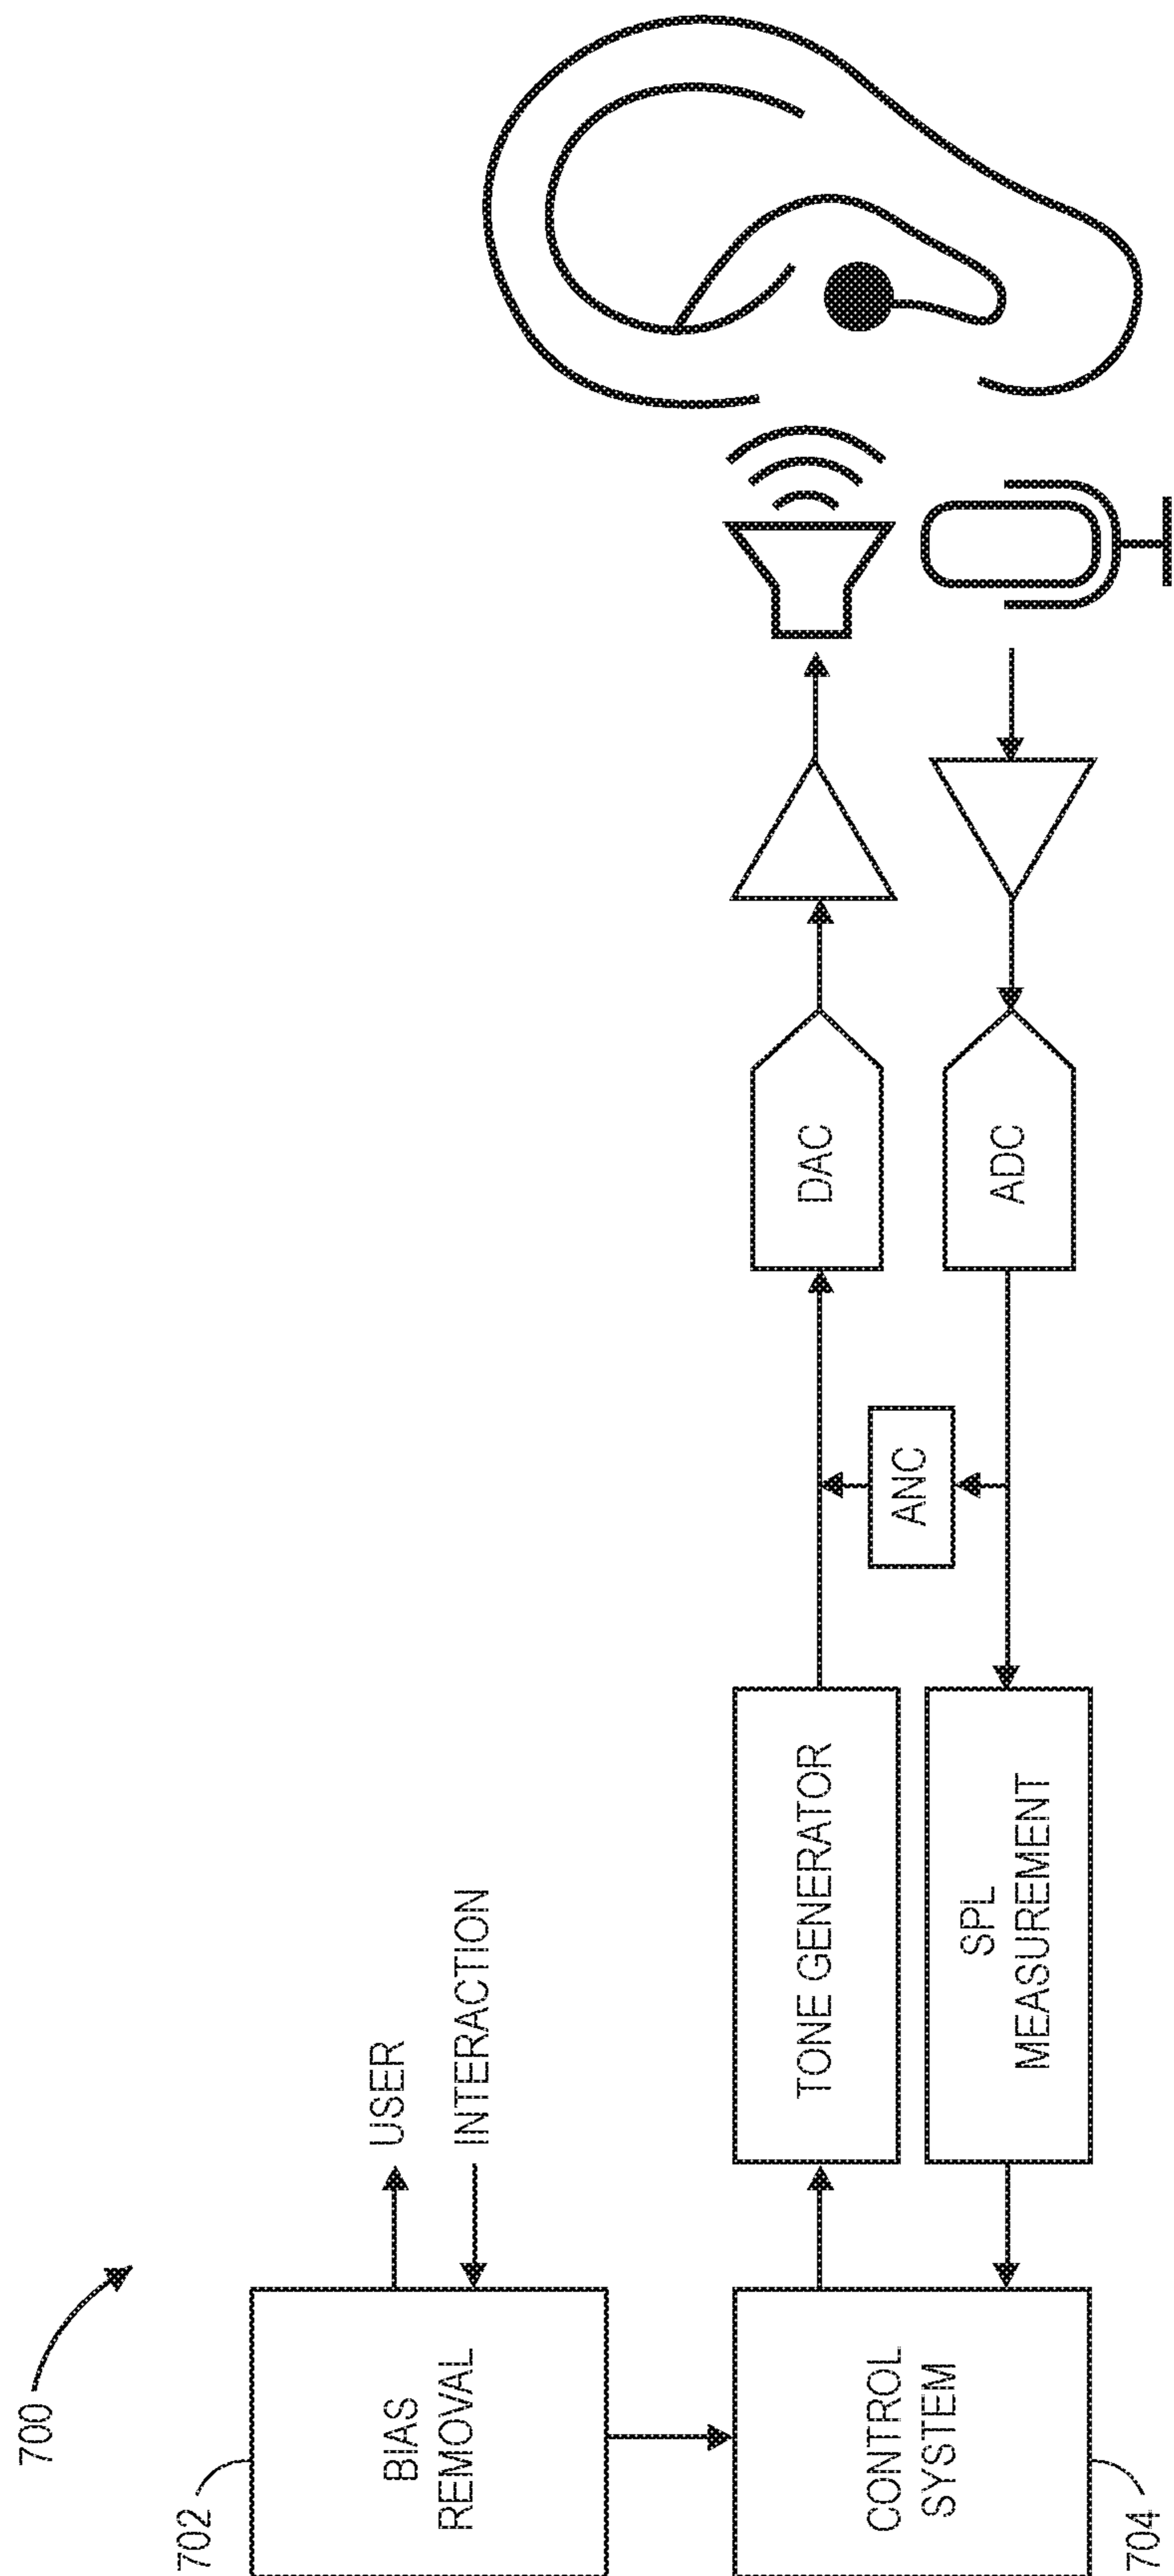 700
702
BIAS
REMOVAL
USER
INTERACTION
CONTROL
SYSTEM
704
TONE GENERATOR
SPL
MEASUREMENT
ANC
DAC
ADC